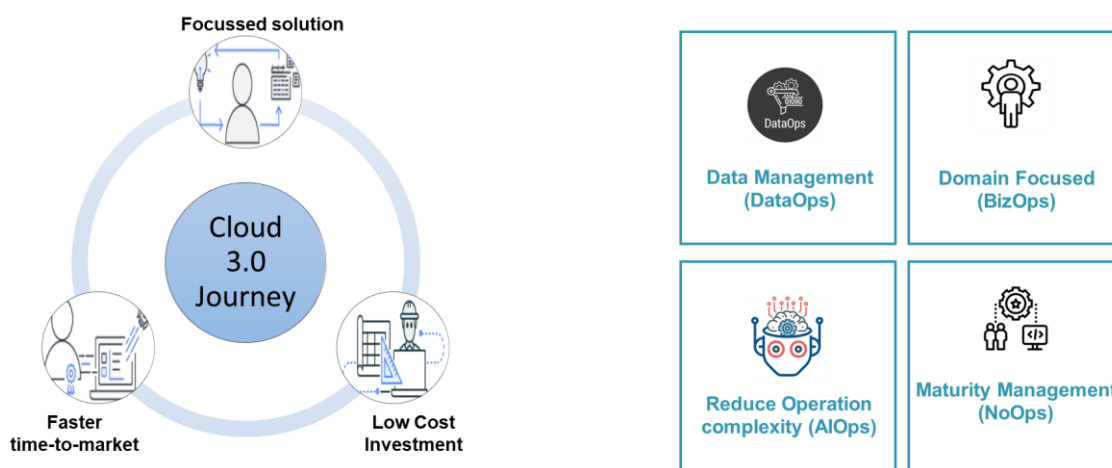 Focussed solution
Cloud
3.0
Journey
Faster
time-to-market
Low Cost
Investment
DataOps
Data Management
(DataOps)
Domain Focused
(BizOps)
Reduce Operation
complexity (AIOps)
Maturity Management
(NoOps)